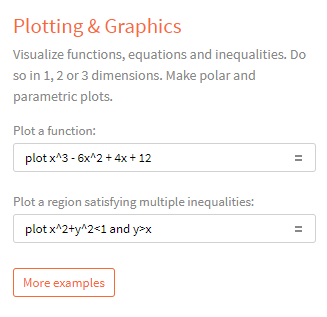 Plotting & Graphics
Visualize functions, equations and inequalities. Do
so in 1, 2 or 3 dimensions. Make polar and
parametric plots.
Plot a function:
plot x^3 - 6x^2 + 4x + 12 =
Plot a region satisfying multiple inequalities:
plot x^2+y^2<1 and y>x =
More examples